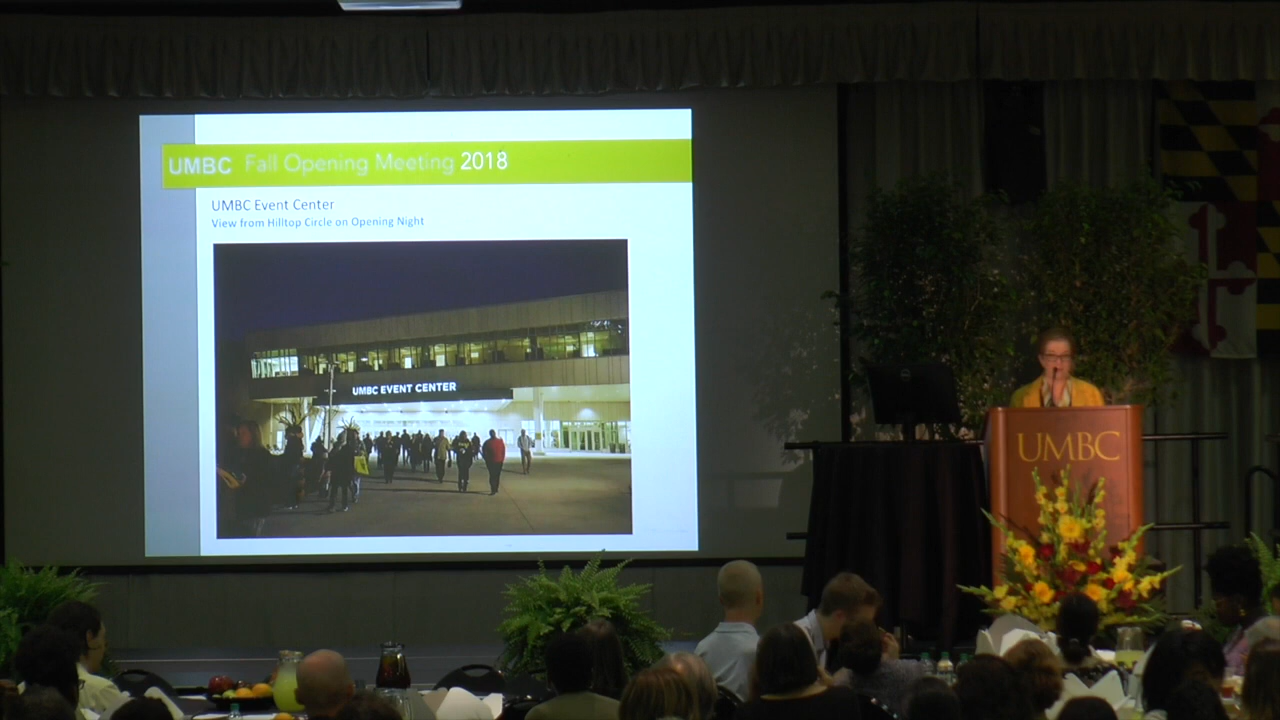 UMBC Fall Opening Meeting 2018
UMBC Event Center
View from Hilltop Circle on Opening Night
UMBC EVENT CENTER
UMBC